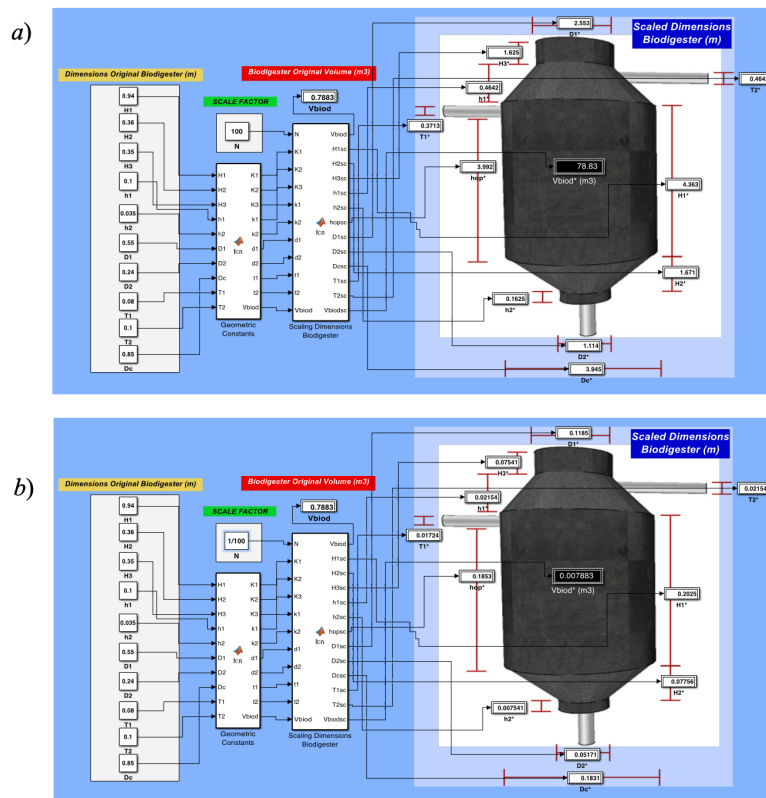 a)
Dimensions Original Biodigester (m)
0.94
H1
0.36
H2
0.35
H3
0.1
h1
0.035
h2
0.55
D1
0.24
D2
0.08
T1
0.1
T2
0.85
Dc
SCALE FACTOR
100
N
Biodigester Original Volume (m3)
0.7883
Vbiod
H1 K1
H2 K2
H3 K3
h1 k1
h2 k2
D1 d1
D2 d2
Dc t1
T1 t2
T2 Vbiod
fcn
Geometric
Constants
N Vbiod
K1 H1sc
K2 H2sc
K3 H3sc
k1 h1sc
k2 h2sc
d1 hopsc
d2 D1sc
t1 D2sc
t2 Dcsc
Vbiod T1sc
T2sc
Vbiodsc
fcn
Scaling Dimensions
Biodigester
Scaled Dimensions
Biodigester (m)
2.553
D1*
1.625
H3*
0.4642
h1*
0.464
T2*
0.3713
T1*
3.992
hop*
78.83
Vbiod* (m3)
4.363
H1*
1.671
H2*
0.1625
h2*
1.114
D2*
3.945
Dc*
b)
Dimensions Original Biodigester (m)
0.94
H1
0.36
H2
0.35
H3
0.1
h1
0.035
h2
0.55
D1
0.24
D2
0.08
T1
0.1
T2
0.85
Dc
SCALE FACTOR
1/100
N
Biodigester Original Volume (m3)
0.7883
Vbiod
H1 K1
H2 K2
H3 K3
h1 k1
h2 k2
D1 d1
D2 d2
Dc t1
T1 t2
T2 Vbiod
fcn
Geometric
Constants
N Vbiod
K1 H1sc
K2 H2sc
K3 H3sc
k1 h1sc
k2 h2sc
d1 hopsc
d2 D1sc
t1 D2sc
t2 Dcsc
Vbiod T1sc
T2sc
Vbiodsc
fcn
Scaling Dimensions
Biodigester
Scaled Dimensions
Biodigester (m)
0.1185
D1*
0.07541
H3*
0.02154
h1*
0.02154
T2*
0.01724
T1*
0.1853
hop*
0.007883
Vbiod* (m3)
0.2025
H1*
0.07756
H2*
0.007541
h2*
0.05171
D2*
0.1831
Dc*